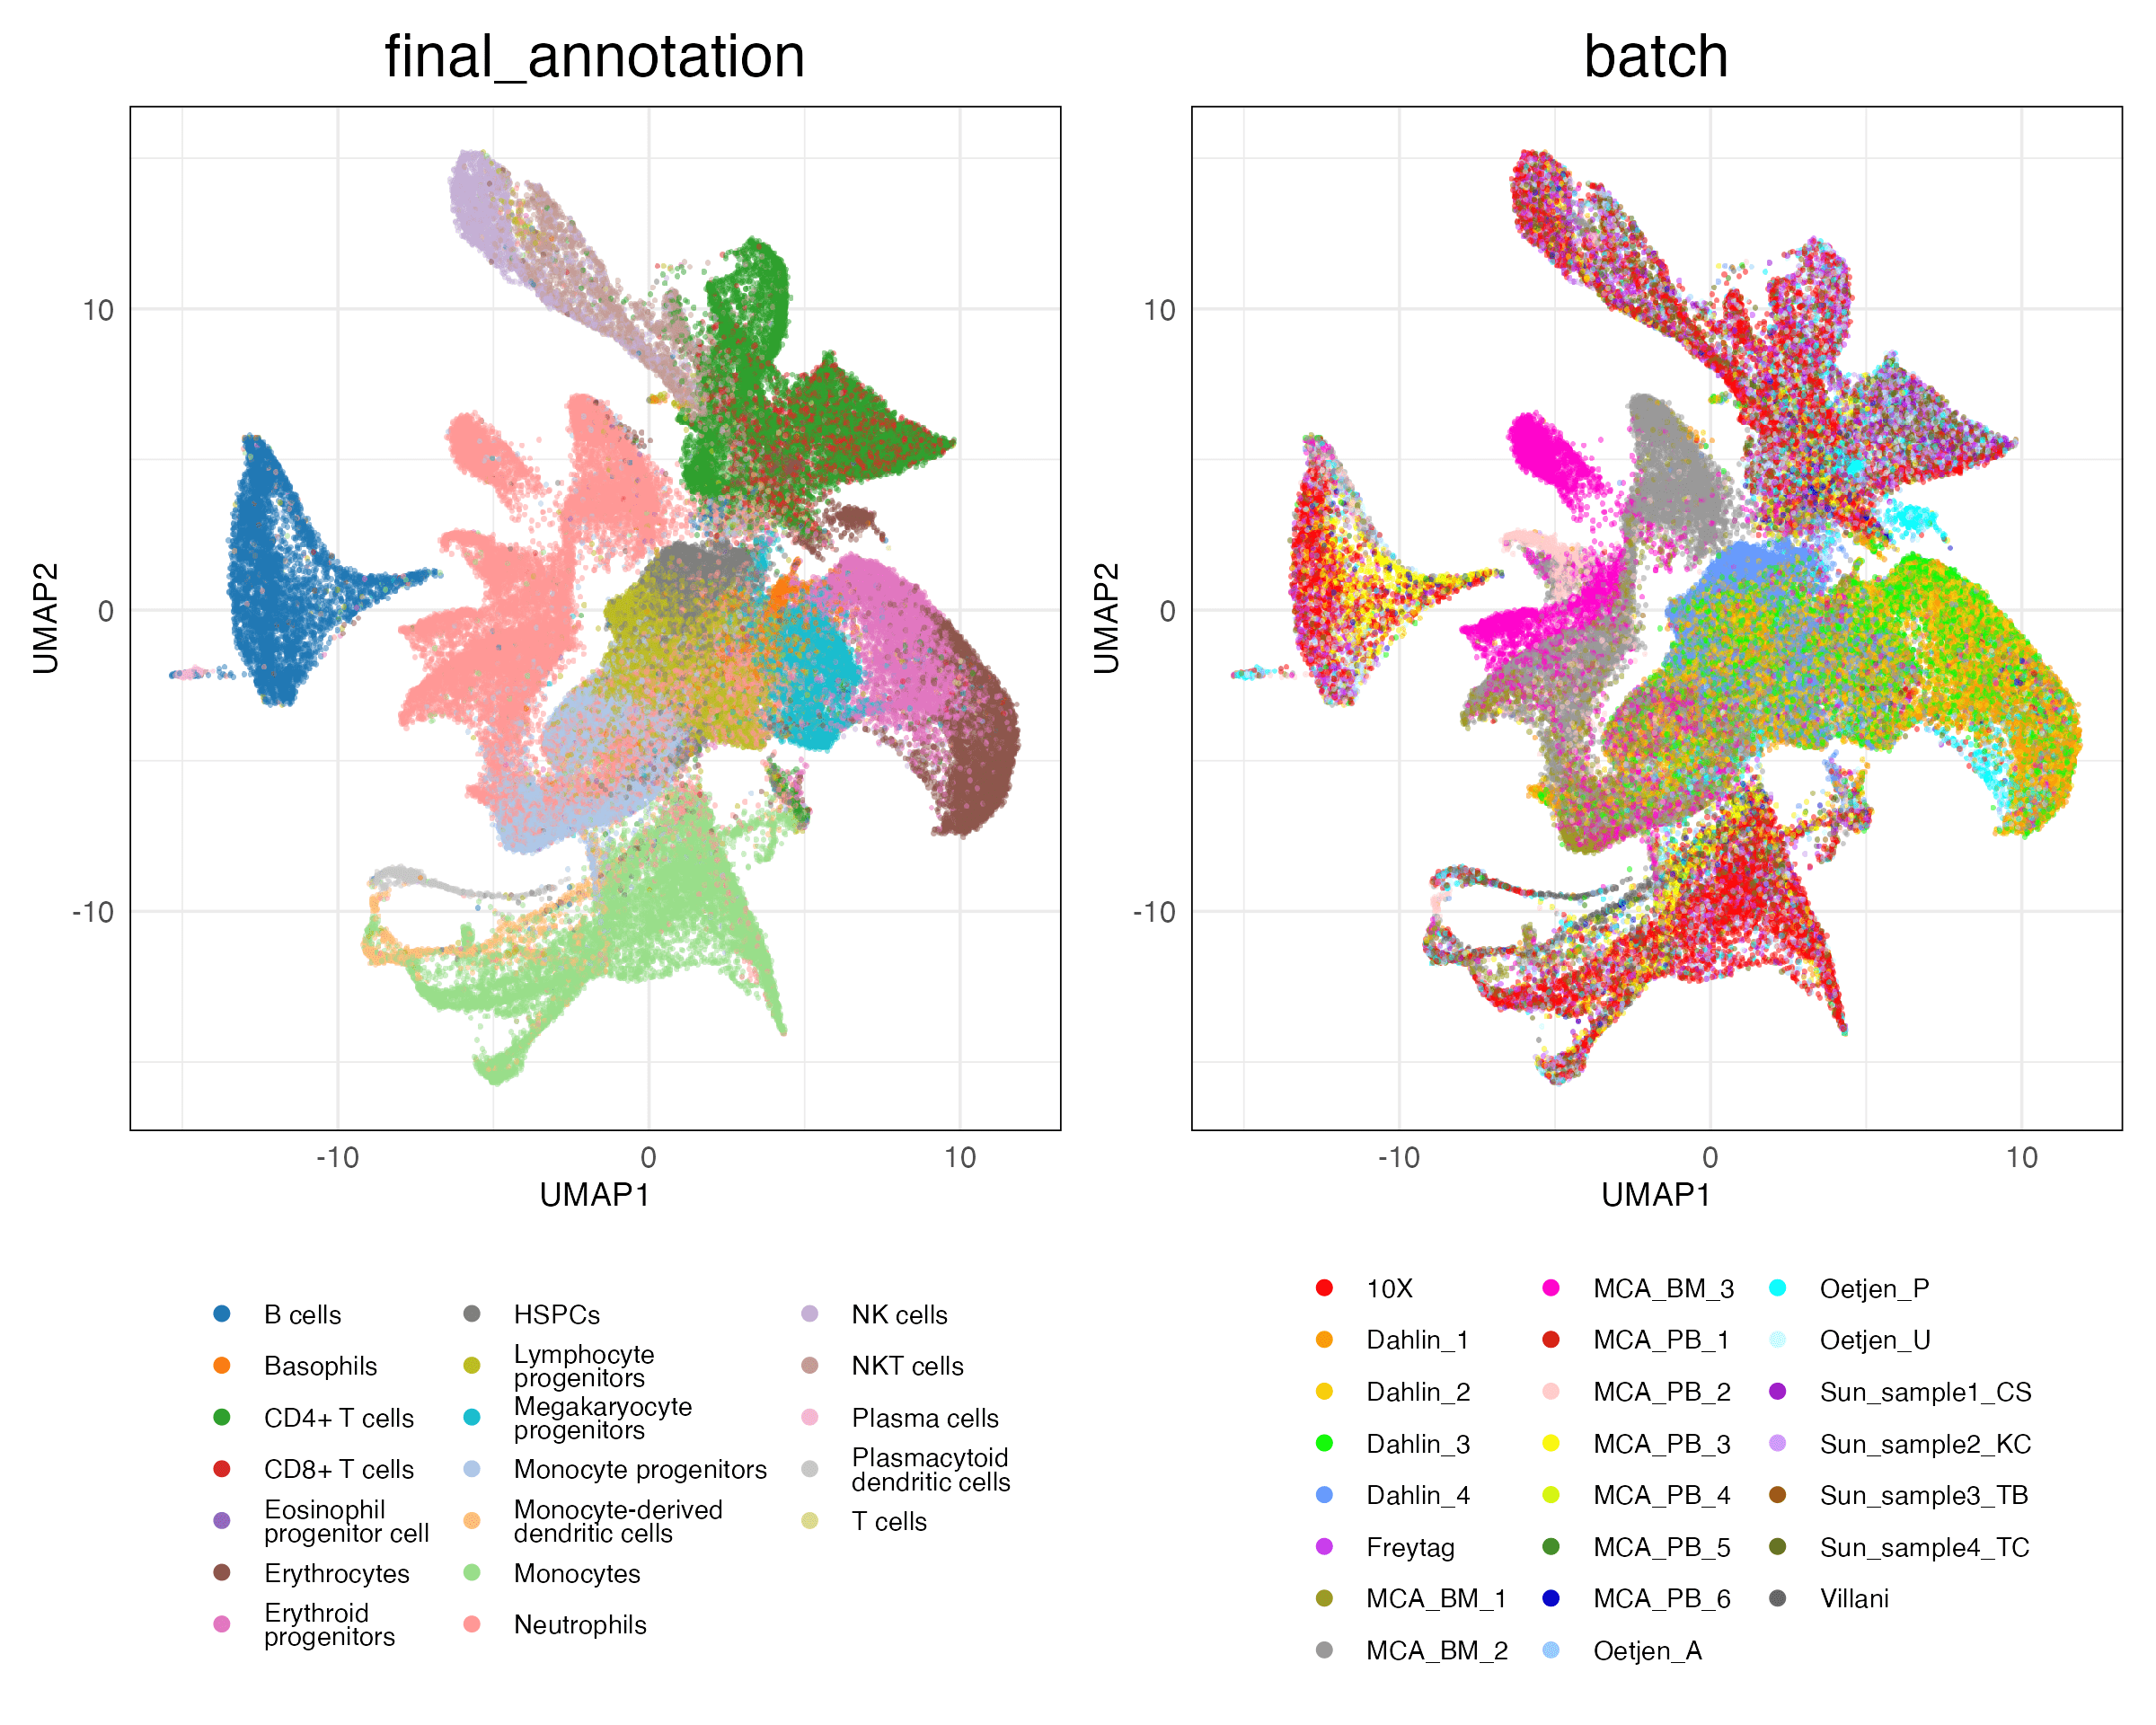 final_annotation
batch
UMAP2
10
0
-10
-10
0
10
UMAP1
UMAP2
10
0
-10
-10
0
10
UMAP1
B cells
Basophils
CD4+ T cells
CD8+ T cells
Eosinophil
progenitor cell
Erythrocytes
Erythroid
progenitors
HSPCs
Lymphocyte
progenitors
Megakaryocyte
progenitors
Monocyte progenitors
Monocyte-derived
dendritic cells
Monocytes
Neutrophils
NK cells
NKT cells
Plasma cells
Plasmacytoid
dendritic cells
T cells
10X
Dahlin_1
Dahlin_2
Dahlin_3
Dahlin_4
Freytag
MCA_BM_1
MCA_BM_2
MCA_BM_3
MCA_PB_1
MCA_PB_2
MCA_PB_3
MCA_PB_4
MCA_PB_5
MCA_PB_6
Oetjen_A
Oetjen_P
Oetjen_U
Sun_sample1_CS
Sun_sample2_KC
Sun_sample3_TB
Sun_sample4_TC
Villani